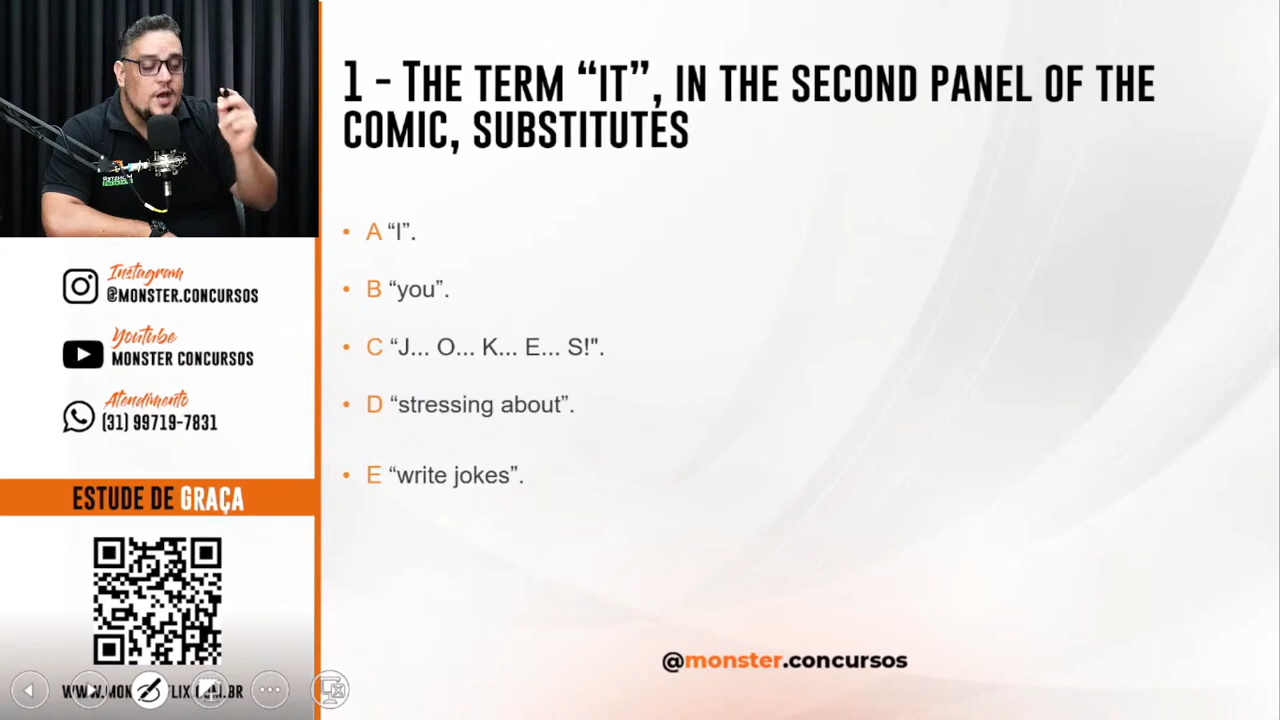 1 - THE TERM “IT”, IN THE SECOND PANEL OF THE
COMIC, SUBSTITUTES
• A “I”.
• B “you”.
• C “J... O... K... E... S!".
• D “stressing about”.
• E “write jokes”.
Instagram
@MONSTER.CONCURSOS
Youtube
MONSTER CONCURSOS
Atendimento
(31) 99719-7831
ESTUDE DE GRAÇA
@monster.concursos